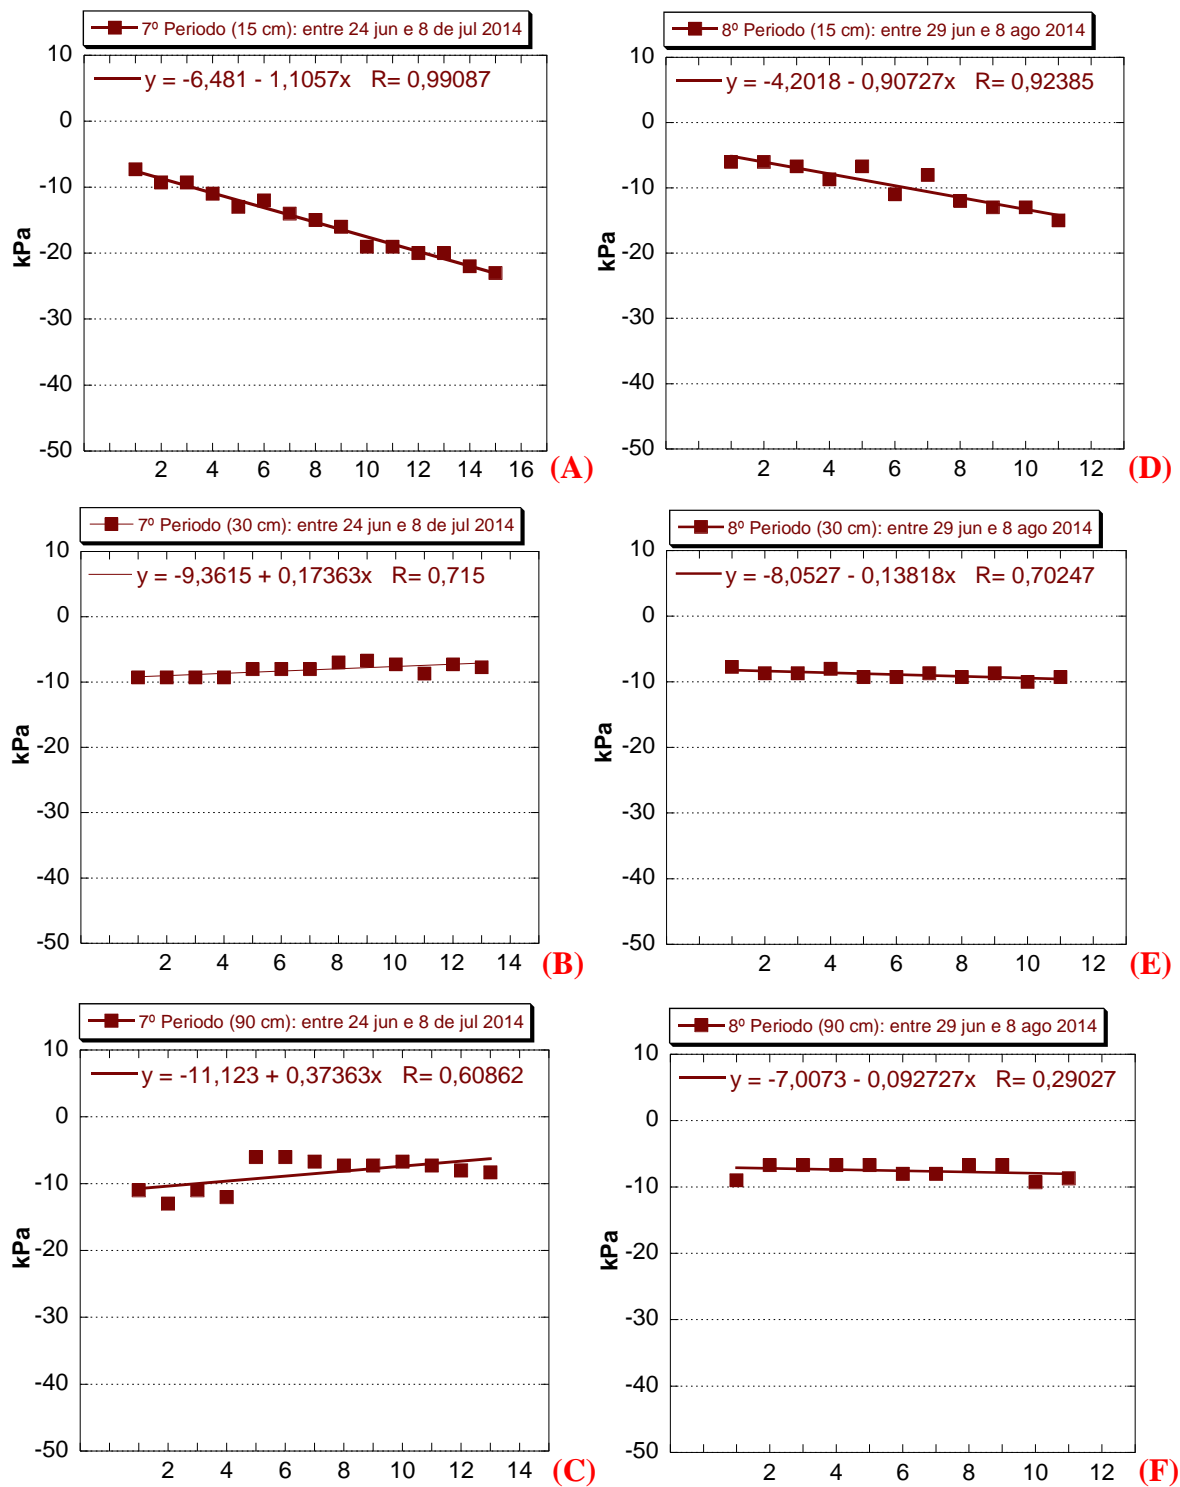 7º Periodo (15 cm): entre 24 jun e 8 de jul 2014
y = -6,481 - 1,1057x R= 0,99087
10
0
-10
-20
-30
-40
-50
kPa
2 4 6 8 10 12 14 16
(A)
8º Periodo (15 cm): entre 29 jun e 8 ago 2014
y = -4,2018 - 0,90727x R= 0,92385
10
0
-10
-20
-30
-40
-50
kPa
2 4 6 8 10 12
(D)
7º Periodo (30 cm): entre 24 jun e 8 de jul 2014
y = -9,3615 + 0,17363x R= 0,715
10
0
-10
-20
-30
-40
-50
kPa
2 4 6 8 10 12 14
(B)
8º Periodo (30 cm): entre 29 jun e 8 ago 2014
y = -8,0527 - 0,13818x R= 0,70247
10
0
-10
-20
-30
-40
-50
kPa
2 4 6 8 10 12
(E)
7º Periodo (90 cm): entre 24 jun e 8 de jul 2014
y = -11,123 + 0,37363x R= 0,60862
10
0
-10
-20
-30
-40
-50
kPa
2 4 6 8 10 12 14
(C)
8º Periodo (90 cm): entre 29 jun e 8 ago 2014
y = -7,0073 - 0,092727x R= 0,29027
10
0
-10
-20
-30
-40
-50
kPa
2 4 6 8 10 12
(F)